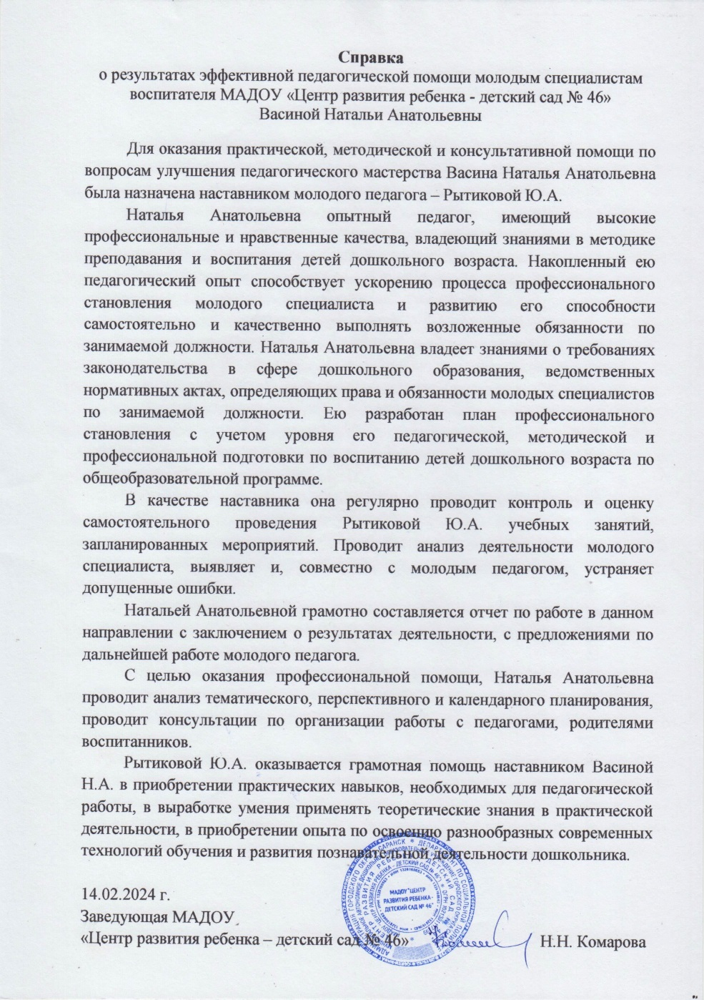 Справка
о результатах эффективной педагогической помощи молодым специалистам
воспитателя МАДОУ «Центр развития ребенка - детский сад № 46»
Васиной Натальи Анатольевны
Для оказания практической, методической и консультативной помощи по
вопросам улучшения педагогического мастерства Васина Наталья Анатольевна
была назначена наставником молодого педагога – Рытиковой Ю.А.
Наталья Анатольевна опытный педагог, имеющий высокие
профессиональные и нравственные качества, владеющий знаниями в методике
преподавания и воспитания детей дошкольного возраста. Накопленный ею
педагогический опыт способствует ускорению процесса профессионального
становления молодого специалиста и развитию его способности
самостоятельно и качественно выполнять возложенные обязанности по
занимаемой должности. Наталья Анатольевна владеет знаниями о требованиях
законодательства в сфере дошкольного образования, ведомственных
нормативных актах, определяющих права и обязанности молодых специалистов
по занимаемой должности. Ею разработан план профессионального
становления с учетом уровня его педагогической, методической и
профессиональной подготовки по воспитанию детей дошкольного возраста по
общеобразовательной программе.
В качестве наставника она регулярно проводит контроль и оценку
самостоятельного проведения Рытиковой Ю.А. учебных занятий,
запланированных мероприятий. Проводит анализ деятельности молодого
специалиста, выявляет и, совместно с молодым педагогом, устраняет
допущенные ошибки.
Натальей Анатольевной грамотно составляется отчет по работе в данном
направлении с заключением о результатах деятельности, с предложениями по
дальнейшей работе молодого педагога.
С целью оказания профессиональной помощи, Наталья Анатольевна
проводит анализ тематического, перспективного и календарного планирования,
проводит консультации по организации работы с педагогами, родителями
воспитанников.
Рытиковой Ю.А. оказывается грамотная помощь наставником Васиной
Н.А. в приобретении практических навыков, необходимых для педагогической
работы, в выработке умения применять теоретические знания в практической
деятельности, в приобретении опыта по освоению разнообразных современных
технологий обучения и развития познавательной деятельности дошкольника.
14.02.2024 г.
Заведующая МАДОУ
«Центр развития ребенка – детский сад № 46» Н.Н. Комарова
МАДОУ "ЦЕНТР
РАЗВИТИЯ РЕБЕНКА-
ДЕТСКИЙ САД № 46"